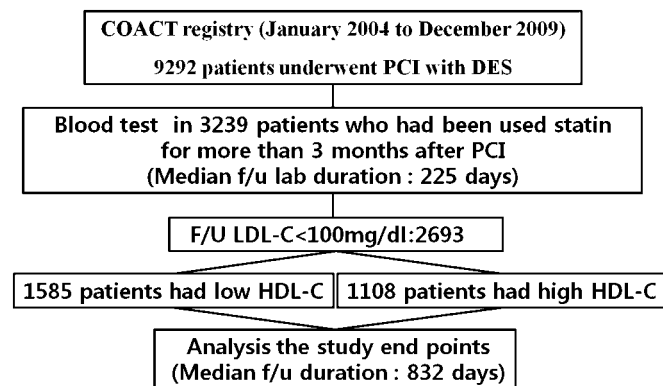 COACT registry (January 2004 to December 2009)
9292 patients underwent PCI with DES
Blood test in 3239 patients who had been used statin
for more than 3 months after PCI
(Median f/u lab duration : 225 days)
F/U LDL-C<100mg/dl:2693
1585 patients had low HDL-C
1108 patients had high HDL-C
Analysis the study end points
(Median f/u duration : 832 days)